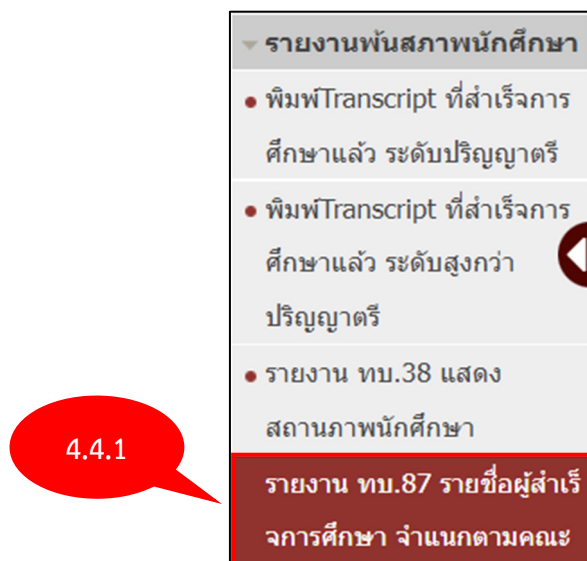 รายงานพ้นสภาพนักศึกษา
พิมพ์Transcript ที่สำเร็จการ
ศึกษาแล้ว ระดับปริญญาตรี
พิมพ์Transcript ที่สำเร็จการ
ศึกษาแล้ว ระดับสูงกว่า
ปริญญาตรี
รายงาน ทบ.38 แสดง
สถานภาพนักศึกษา
4.4.1
รายงาน ทบ.87 รายชื่อผู้สำเร็
จการศึกษา จำแนกตามคณะ